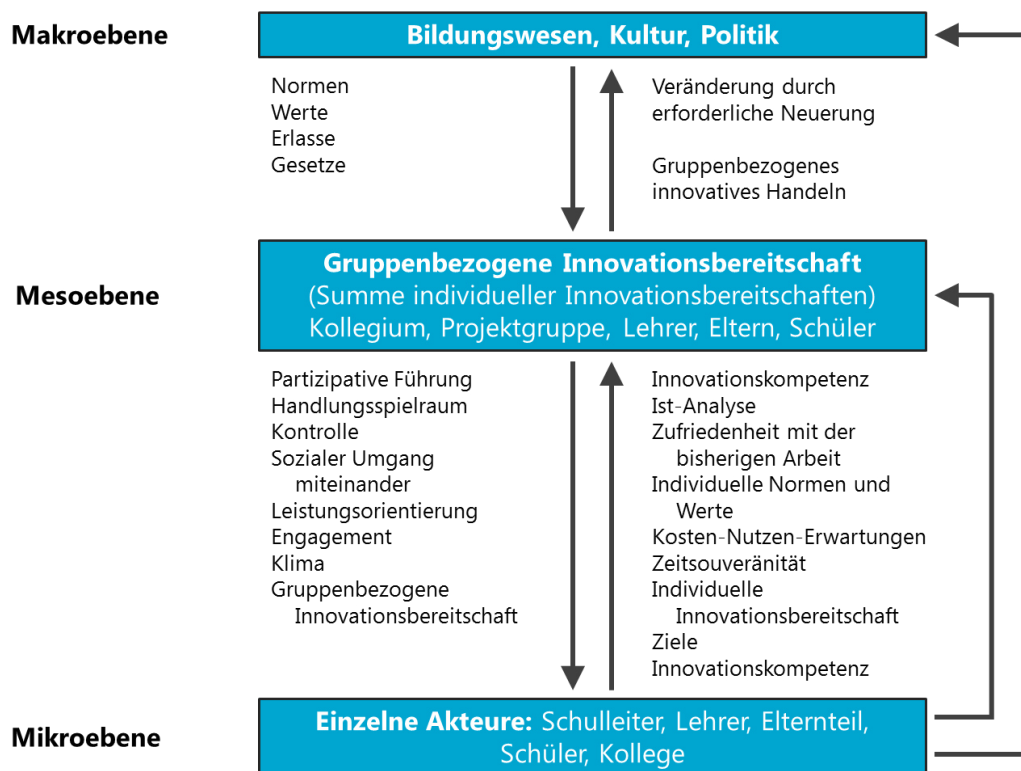 Makroebene
Bildungswesen, Kultur, Politik
Normen
Werte
Erlasse
Gesetze
Veränderung durch
erforderliche Neuerung
Gruppenbezogenes
innovatives Handeln
Mesoebene
Gruppenbezogene Innovationsbereitschaft
(Summe individueller Innovationsbereitschaften)
Kollegium, Projektgruppe, Lehrer, Eltern, Schüler
Partizipative Führung
Handlungsspielraum
Kontrolle
Sozialer Umgang
miteinander
Leistungsorientierung
Engagement
Klima
Gruppenbezogene
Innovationsbereitschaft
Innovationskompetenz
Ist-Analyse
Zufriedenheit mit der
bisherigen Arbeit
Individuelle Normen und
Werte
Kosten-Nutzen-Erwartungen
Zeitsouveränität
Individuelle
Innovationsbereitschaft
Ziele
Innovationskompetenz
Mikroebene
Einzelne Akteure: Schulleiter, Lehrer, Elternteil,
Schüler, Kollege